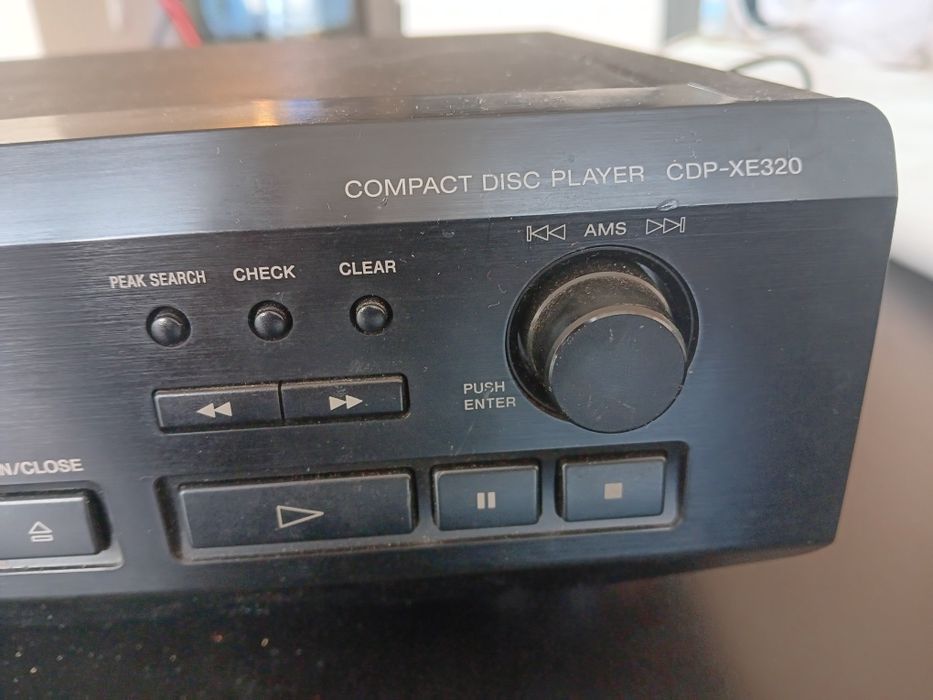 COMPACT DISC PLAYER CDP-XE320
AMS
PEAK SEARCH CHECK CLEAR
PUSH
ENTER
N/CLOSE